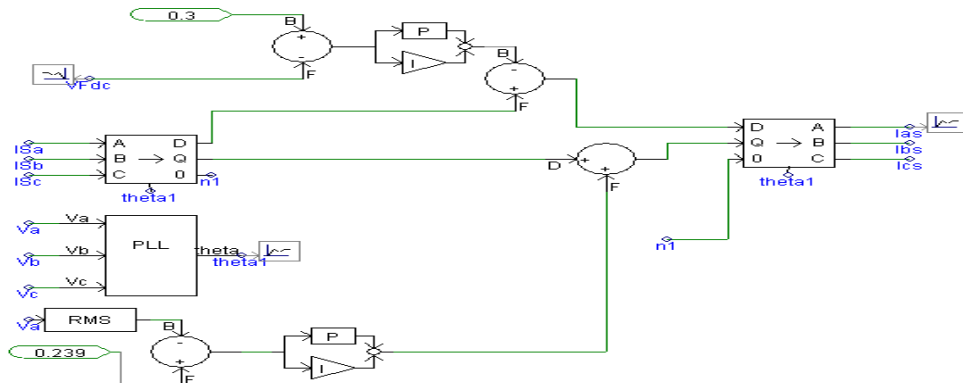 0.3
B
P
I
F
VFdc
B
F
ISa
ISb
ISc
A
B
C
D
Q
0
n1
theta1
D
F
D
Q
0
A
B
C
Ias
Ibs
Ics
theta1
n1
Va
Vb
Vc
Va
Vb
Vc
PLL
theta
theta1
Va
RMS
B
F
P
I
0.239